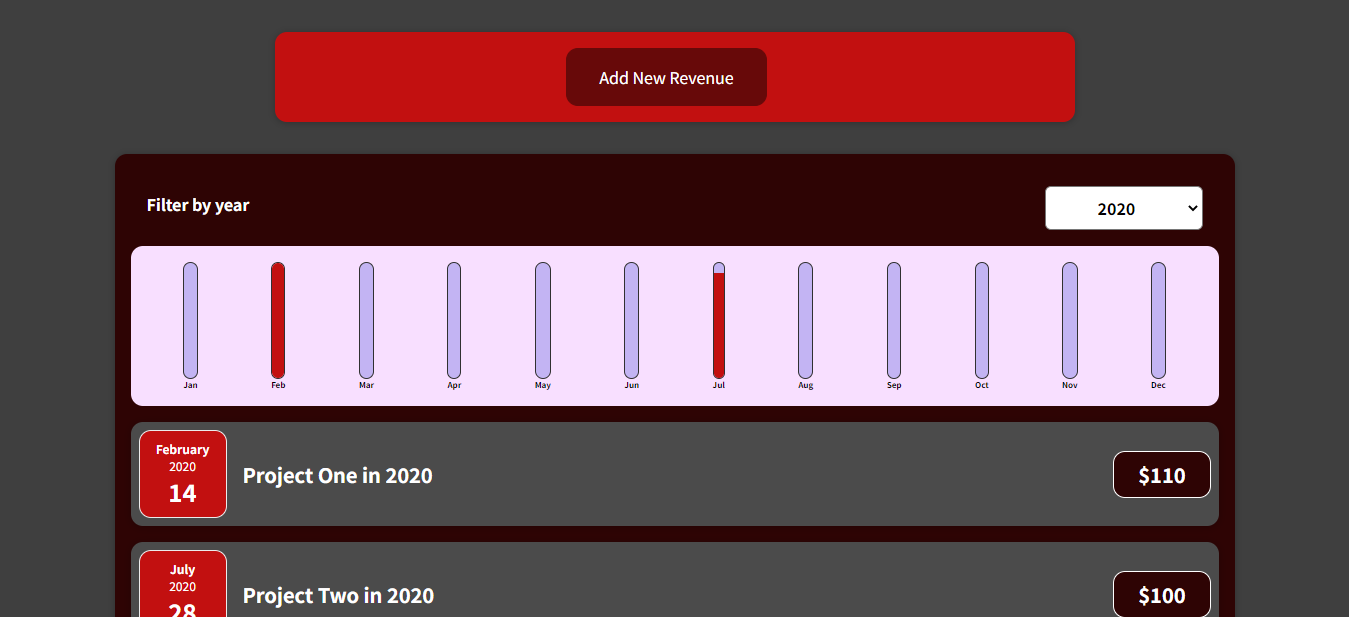 Add New Revenue
Filter by year
2020
Jan Feb Mar Apr May Jun Jul Aug Sep Oct Nov Dec
February
2020
14
Project One in 2020
$110
July
2020
28
Project Two in 2020
$100